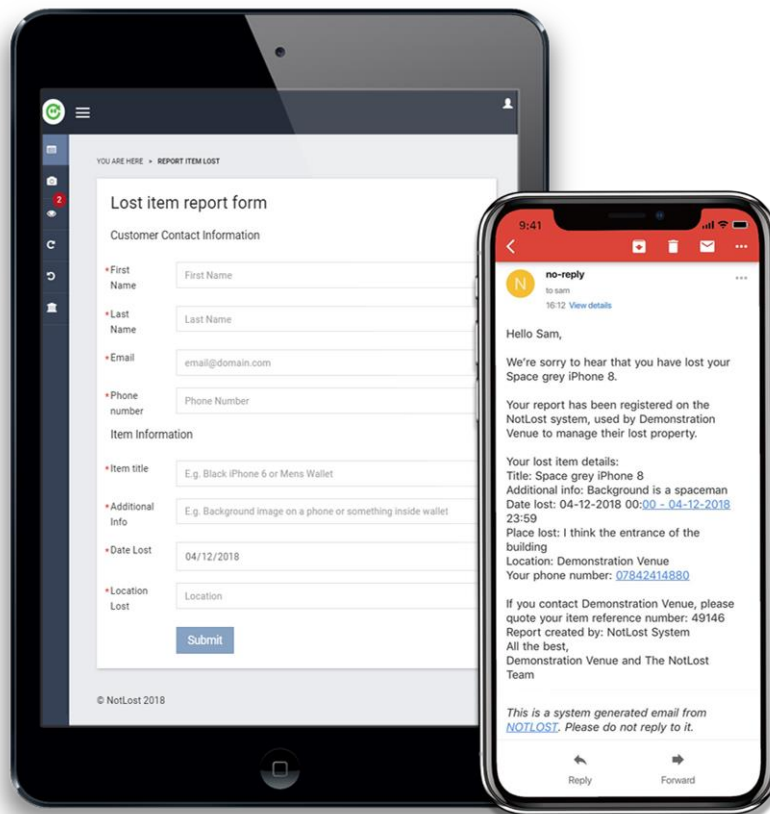 YOU ARE HERE > REPORT ITEM LOST
2
Lost item report form
Customer Contact Information
*First
Name
First Name
*Last
Name
Last Name
*Email
email@domain.com
*Phone
number
Phone Number
Item Information
*Item title
E.g. Black iPhone 6 or Mens Wallet
*Additional
Info
E.g. Background image on a phone or something inside wallet
*Date Lost
04/12/2018
*Location
Lost
Location
Submit
© NotLost 2018
9:41
N
no-reply
to sam
16:12 View details
Hello Sam,
We're sorry to hear that you have lost your
Space grey iPhone 8.
Your report has been registered on the
NotLost system, used by Demonstration
Venue to manage their lost property.
Your lost item details:
Title: Space grey iPhone 8
Additional info: Background is a spaceman
Date lost: 04-12-2018 00:00 - 04-12-2018
23:59
Place lost: I think the entrance of the
building
Location: Demonstration Venue
Your phone number: 07842414880
If you contact Demonstration Venue, please
quote your item reference number: 49146
Report created by: NotLost System
All the best,
Demonstration Venue and The NotLost
Team
This is a system generated email from
NOTLOST. Please do not reply to it.
Reply
Forward